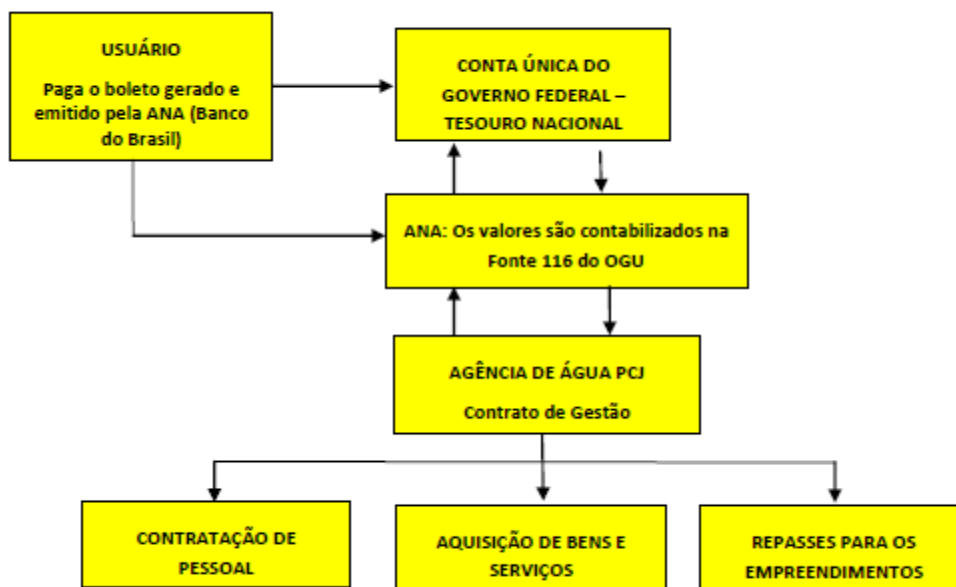 USUÁRIO
Paga o boleto gerado e
emitido pela ANA (Banco
do Brasil)
CONTA ÚNICA DO
GOVERNO FEDERAL –
TESOURO NACIONAL
ANA: Os valores são contabilizados na
Fonte 116 do OGU
AGÊNCIA DE ÁGUA PCJ
Contrato de Gestão
CONTRATAÇÃO DE
PESSOAL
AQUISIÇÃO DE BENS E
SERVIÇOS
REPASSES PARA OS
EMPREENDIMENTOS